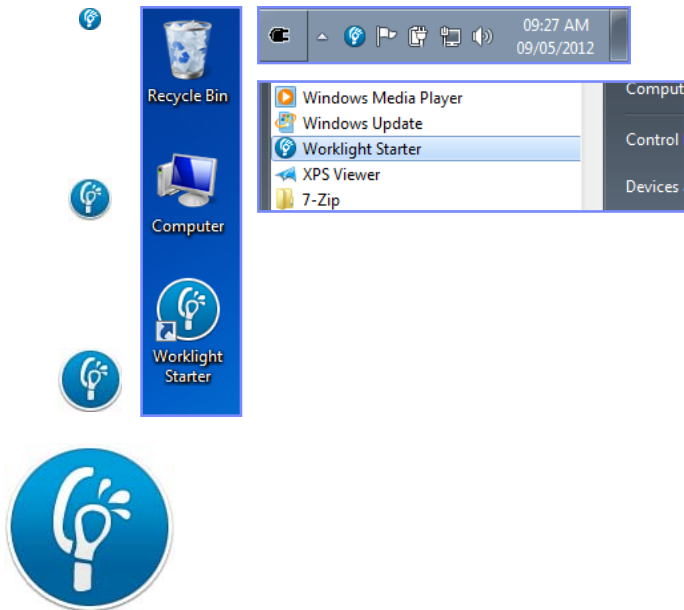 Recycle Bin
Computer
Worklight
Starter
09:27 AM
09/05/2012
Windows Media Player
Windows Update
Worklight Starter
XPS Viewer
7-Zip
Comput
Control
Devices